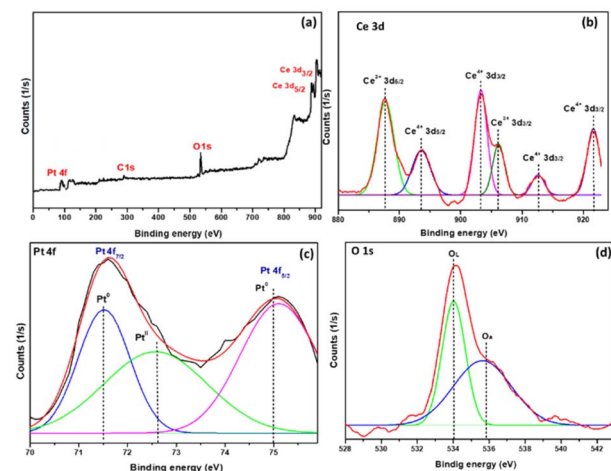 (a)
Ce 3d3/2
Ce 3d5/2
O1s
C1s
Pt 4f
Counts (1/s)
0 100 200 300 400 500 600 700 800 900
Binding energy (eV)
(b)
Ce 3d
Ce3+ 3d5/2
Ce4+ 3d5/2
Ce4+ 3d3/2
Ce3+ 3d3/2
Ce4+ 3d3/2
Ce4+ 3d3/2
Counts (1/s)
880 890 900 910 920
Binding energy (eV)
Pt 4f
(c)
Pt 4f7/2
Pt 4f5/2
Pt0
PtII
Pt0
Counts (1/s)
70 71 72 73 74 75
Binding energy (eV)
O 1s
(d)
OL
Oa
Counts (1/s)
528 530 532 534 536 538 540 542
Bindig energy (eV)